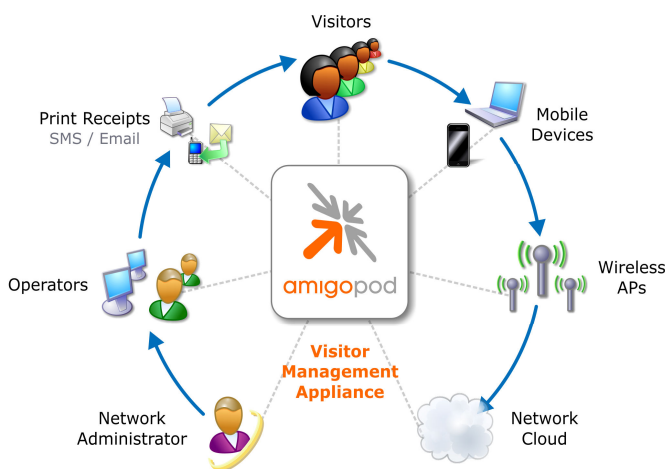 Visitors
Print Receipts
SMS / Email
Mobile
Devices
Operators
amigopod
Wireless
APs
Visitor
Management
Appliance
Network
Administrator
Network
Cloud